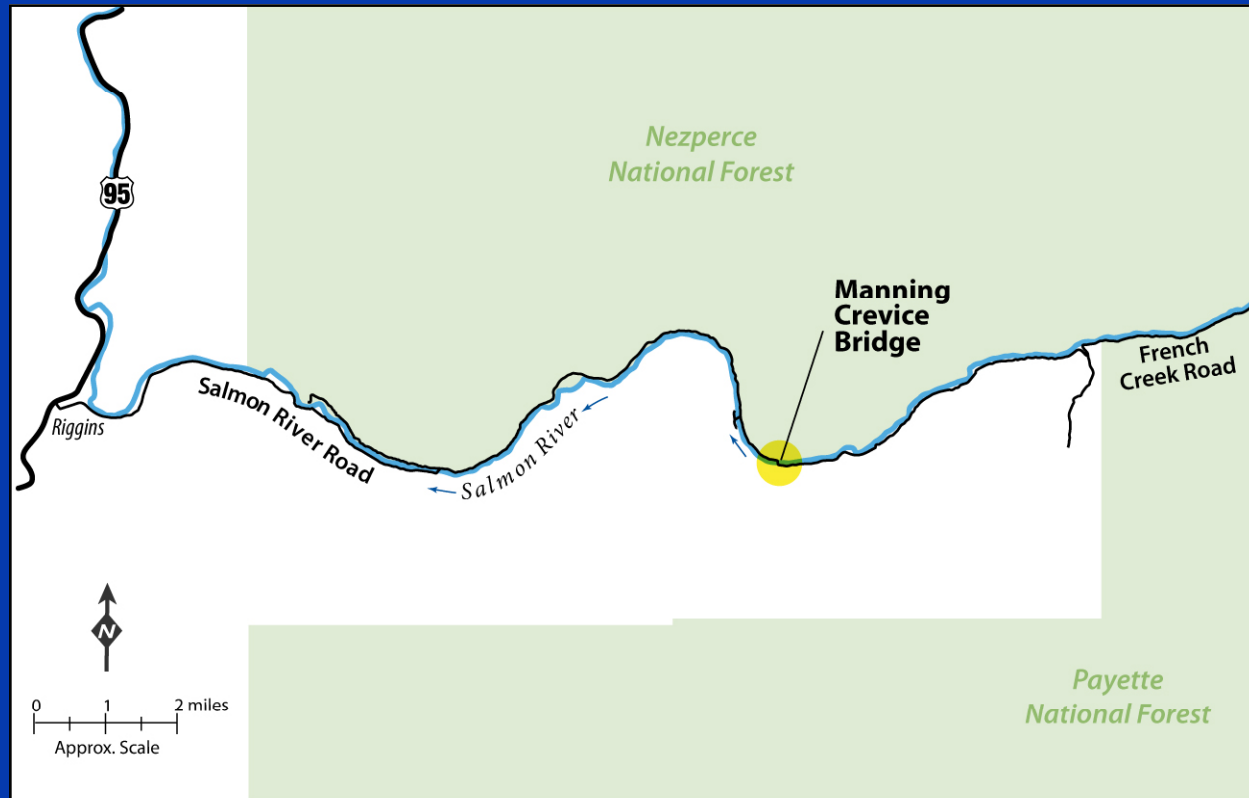 Nezperce
National Forest
95
Manning
Crevice
Bridge
French
Creek Road
Salmon River Road
Riggins
Salmon River
N
0 1 2 miles
Approx. Scale
Payette
National Forest